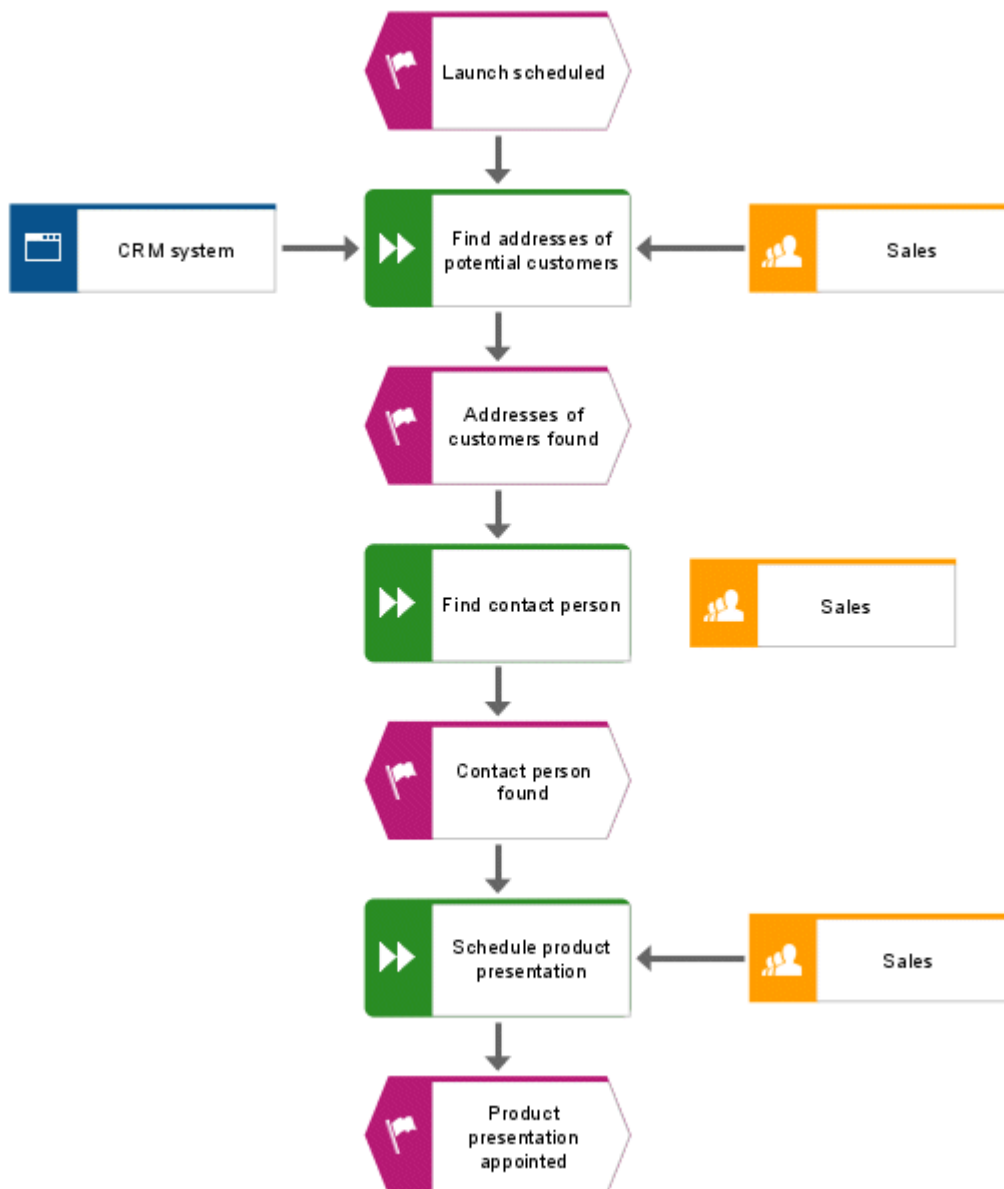 Launch scheduled
CRM system
Find addresses of
potential customers
Sales
Addresses of
customers found
Find contact person
Sales
Contact person
found
Schedule product
presentation
Sales
Product
presentation
appointed